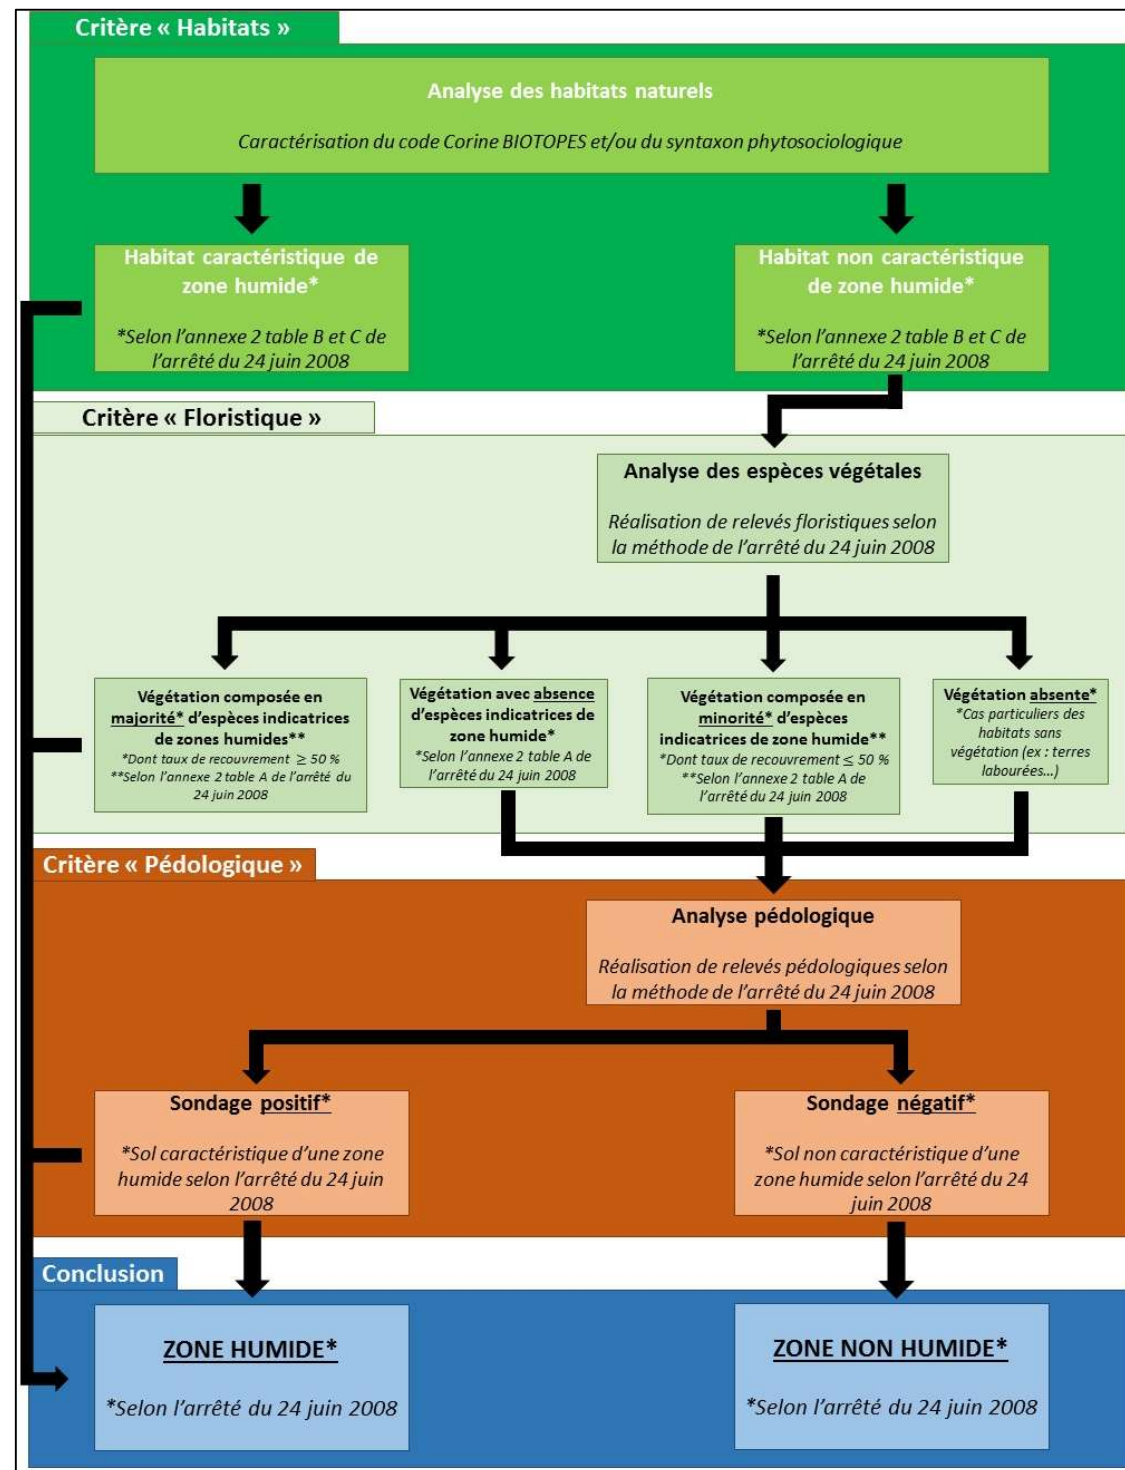 Critère « Habitats »
Analyse des habitats naturels
Caractérisation du code Corine BIOTOPES et/ou du syntaxon phytosociologique
Habitat caractéristique de
zone humide*
*Selon l'annexe 2 table B et C de
l'arrêté du 24 juin 2008
Habitat non caractéristique
de zone humide*
*Selon l'annexe 2 table B et C de
l'arrêté du 24 juin 2008
Critère « Floristique »
Analyse des espèces végétales
Réalisation de relevés floristiques selon
la méthode de l'arrêté du 24 juin 2008
Végétation composée en
majorité* d'espèces indicatrices
de zones humides**
*Dont taux de recouvrement ≥ 50 %
**Selon l'annexe 2 table A de l'arrêté du
24 juin 2008
Végétation avec absence
d'espèces indicatrices de
zone humide*
*Selon l'annexe 2 table A de
l'arrêté du 24 juin 2008
Végétation composée en
minorité* d'espèces
indicatrices de zone humide**
*Dont taux de recouvrement ≤ 50 %
**Selon l'annexe 2 table A de
l'arrêté du 24 juin 2008
Végétation absente*
*Cas particuliers des
habitats sans
végétation (ex : terres
labourées...)
Critère « Pédologique »
Analyse pédologique
Réalisation de relevés pédologiques selon
la méthode de l'arrêté du 24 juin 2008
Sondage positif*
*Sol caractéristique d'une zone
humide selon l'arrêté du 24 juin
2008
Sondage négatif*
*Sol non caractéristique d'une
zone humide selon l'arrêté du 24
juin 2008
Conclusion
ZONE HUMIDE*
*Selon l'arrêté du 24 juin 2008
ZONE NON HUMIDE*
*Selon l'arrêté du 24 juin 2008